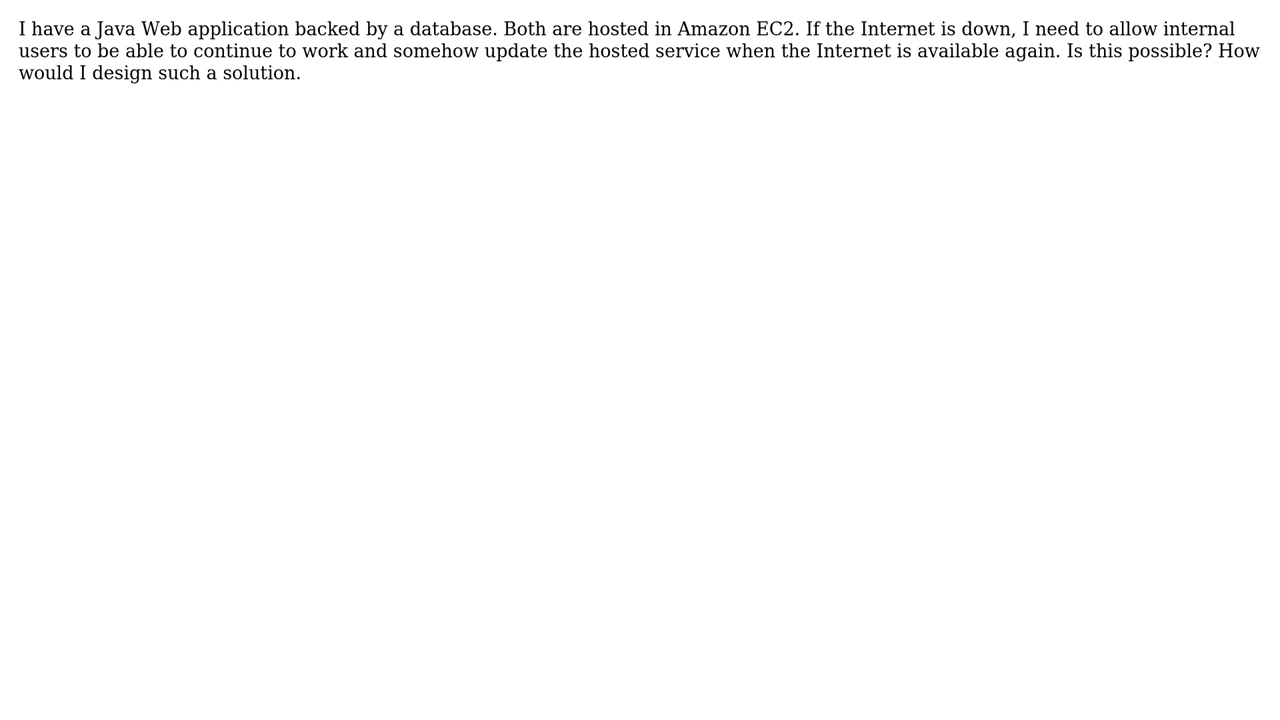 I have a Java Web application backed by a database. Both are hosted in Amazon EC2. If the Internet is down, I need to allow internal
users to be able to continue to work and somehow update the hosted service when the Internet is available again. Is this possible? How
would I design such a solution.